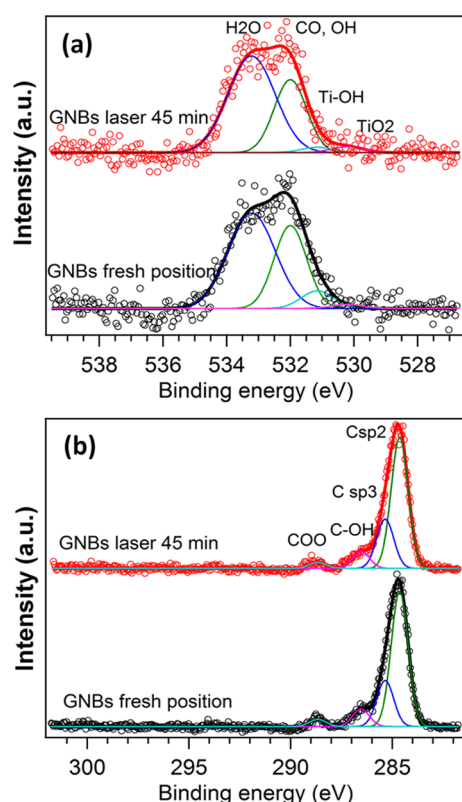 (a)
H2O
CO, OH
GNBs laser 45 min
Ti-OH
TiO2
GNBs fresh position
Intensity (a.u.)
538
536
534
532
530
528
Binding energy (eV)
(b)
Csp2
C sp3
C-OH
COO
GNBs laser 45 min
GNBs fresh position
Intensity (a.u.)
300
295
290
285
Binding energy (eV)